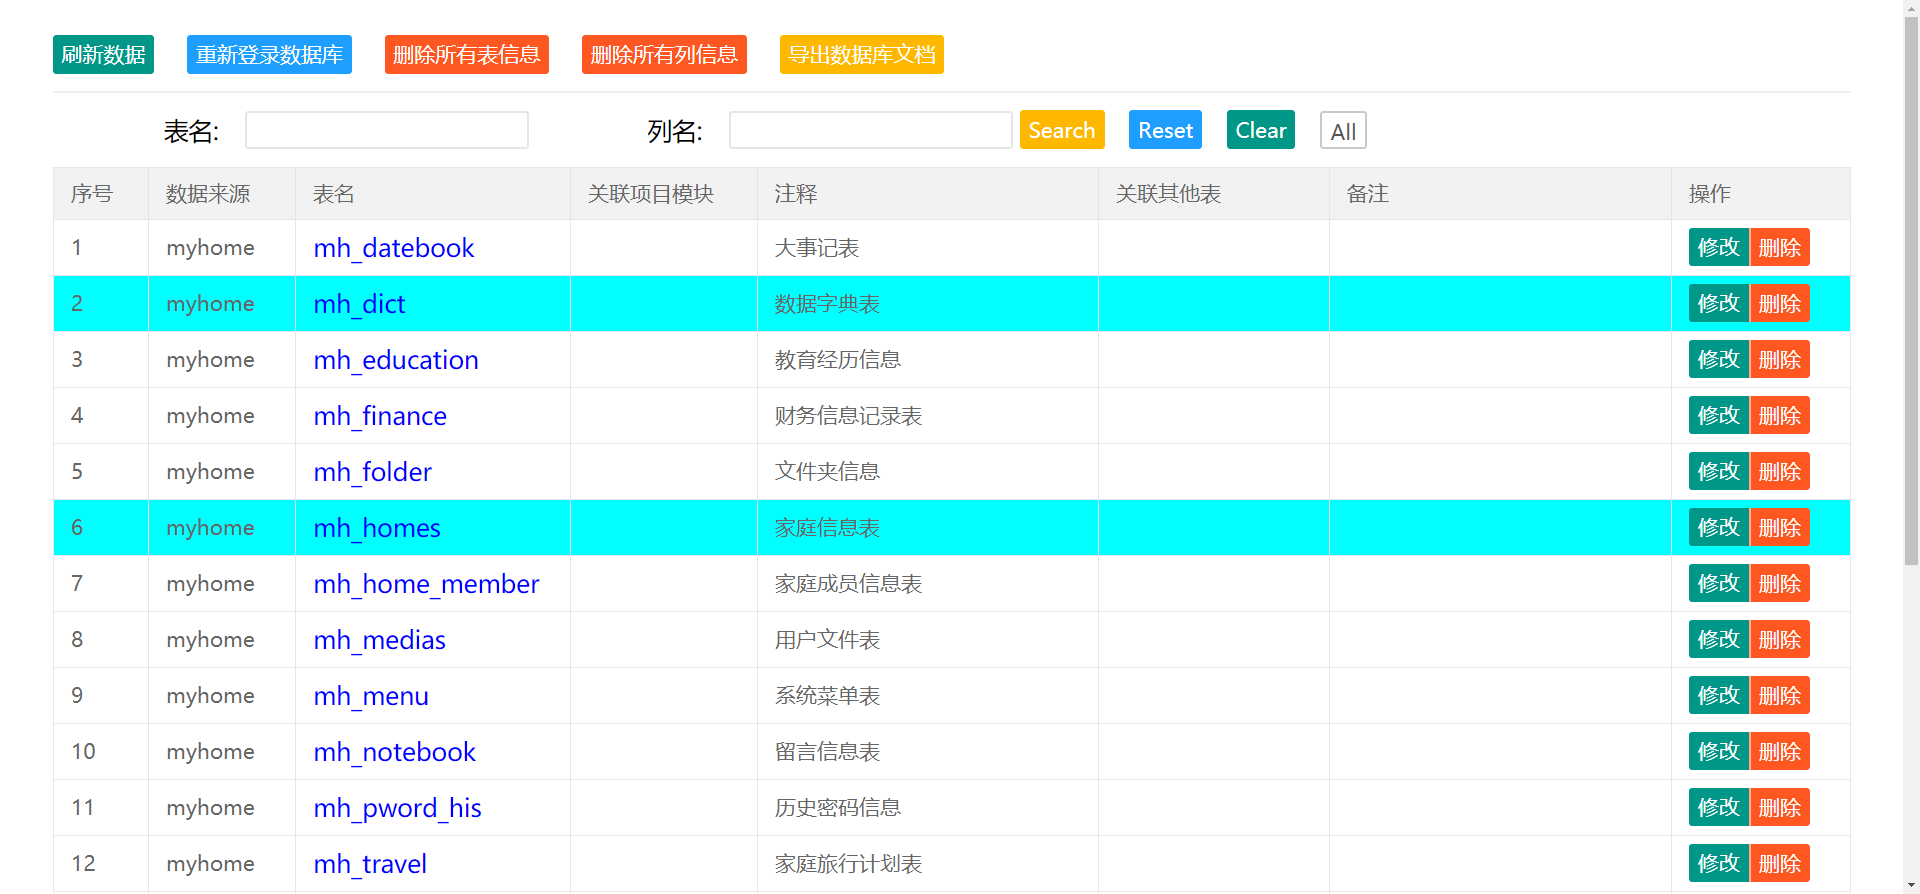 刷新数据 重新登录数据库 删除所有表信息 删除所有列信息 导出数据库文档
表名: 列名: Search Reset Clear All
序号 数据来源 表名 关联项目模块 注释 关联其他表 备注 操作
1 myhome mh_datebook 大事记表 修改 删除
2 myhome mh_dict 数据字典表 修改 删除
3 myhome mh_education 教育经历信息 修改 删除
4 myhome mh_finance 财务信息记录表 修改 删除
5 myhome mh_folder 文件夹信息 修改 删除
6 myhome mh_homes 家庭信息表 修改 删除
7 myhome mh_home_member 家庭成员信息表 修改 删除
8 myhome mh_medias 用户文件表 修改 删除
9 myhome mh_menu 系统菜单表 修改 删除
10 myhome mh_notebook 留言信息表 修改 删除
11 myhome mh_pword_his 历史密码信息 修改 删除
12 myhome mh_travel 家庭旅行计划表 修改 删除